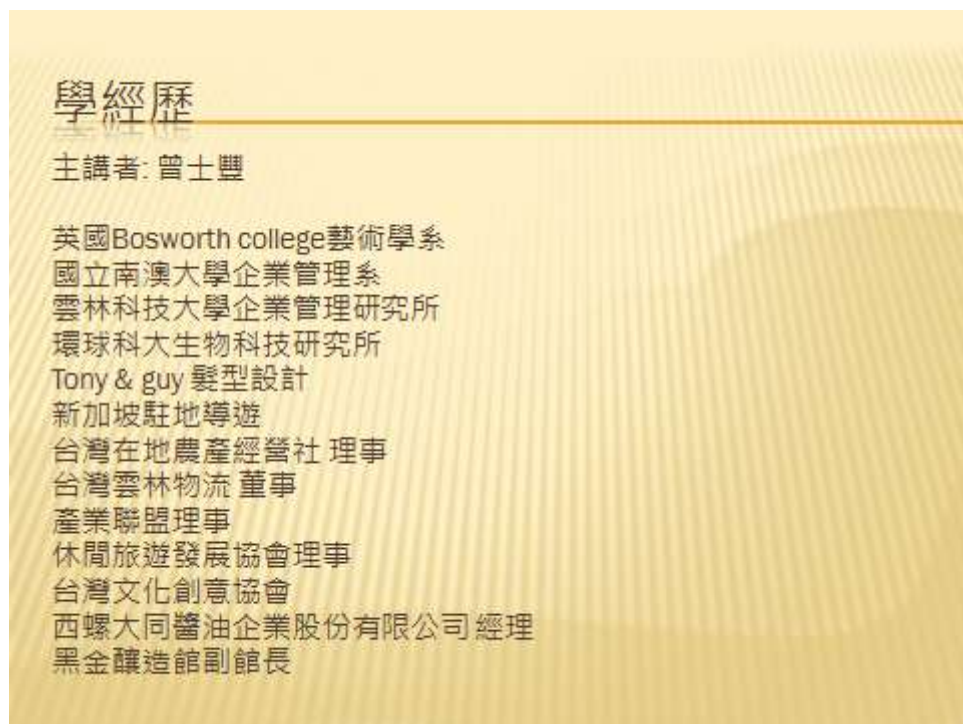 學經歷
主講者: 曾士豐
英國Bosworth college藝術學系
國立南澳大學企業管理系
雲林科技大學企業管理研究所
環球科大生物科技研究所
Tony & guy 髮型設計
新加坡駐地導遊
台灣在地農產經營社 理事
台灣雲林物流 董事
產業聯盟理事
休閒旅遊發展協會理事
台灣文化創意協會
西螺大同醬油企業股份有限公司 經理
黑金釀造館副館長